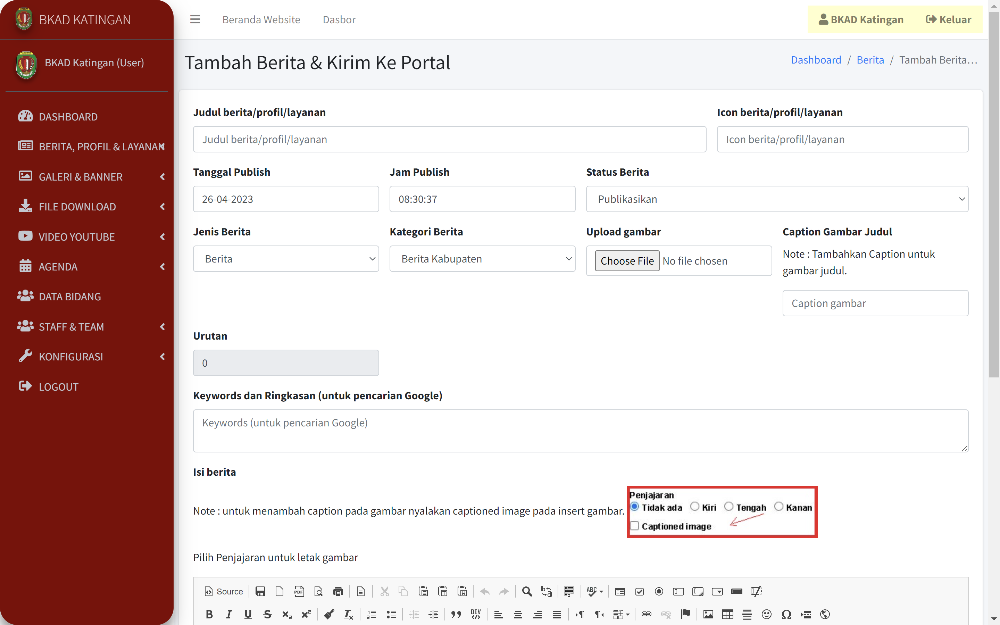 BKAD KATINGAN
Beranda Website
Dasbor
BKAD Katingan
Keluar
BKAD Katingan (User)
Tambah Berita & Kirim Ke Portal
Dashboard / Berita / Tambah Berita...
DASHBOARD
BERITA, PROFIL & LAYANAN
GALERI & BANNER
FILE DOWNLOAD
VIDEO YOUTUBE
AGENDA
DATA BIDANG
STAFF & TEAM
KONFIGURASI
LOGOUT
Judul berita/profil/layanan
Icon berita/profil/layanan
Judul berita/profil/layanan
Icon berita/profil/layanan
Tanggal Publish
Jam Publish
Status Berita
26-04-2023
08:30:37
Publikasikan
Jenis Berita
Kategori Berita
Upload gambar
Caption Gambar Judul
Berita
Berita Kabupaten
Choose File No file chosen
Note : Tambahkan Caption untuk
gambar judul.
Caption gambar
Urutan
0
Keywords dan Ringkasan (untuk pencarian Google)
Keywords (untuk pencarian Google)
Isi berita
Note : untuk menambah caption pada gambar nyalakan captioned image pada insert gambar.
Penjajaran
Tidak ada Kiri Tengah Kanan
Captioned image
Pilih Penjajaran untuk letak gambar
Source